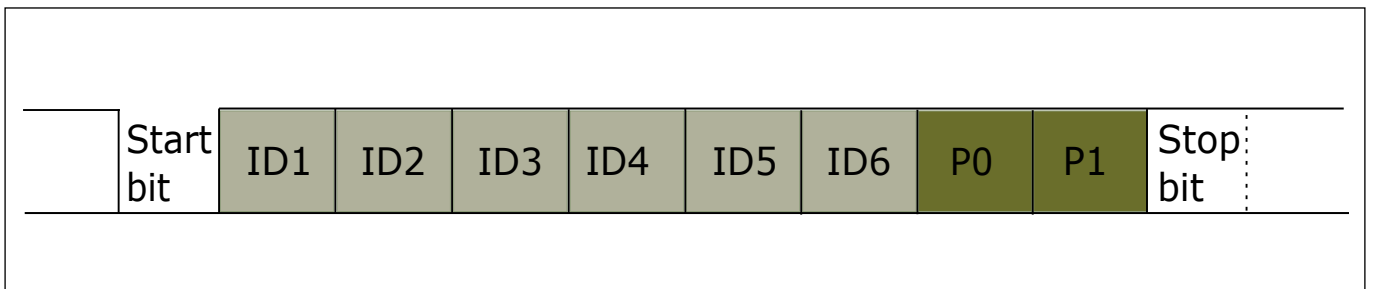 Start
bit
ID1
ID2
ID3
ID4
ID5
ID6
P0
P1
Stop
bit